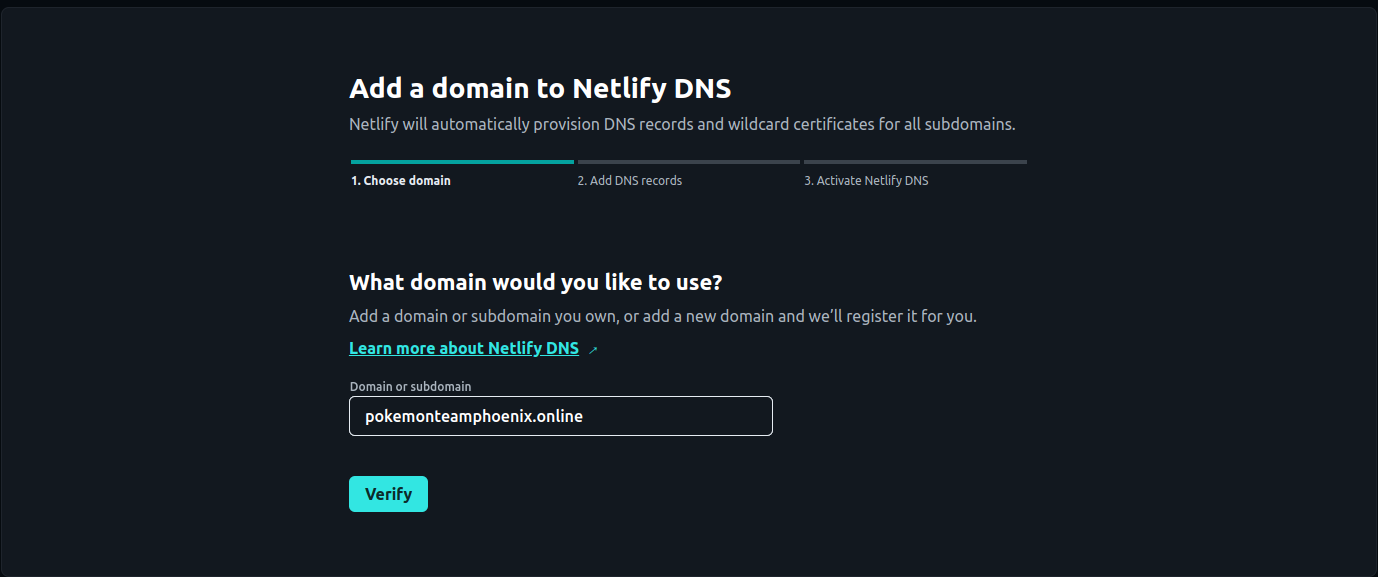 Add a domain to Netlify DNS
Netlify will automatically provision DNS records and wildcard certificates for all subdomains.
1. Choose domain
2. Add DNS records
3. Activate Netlify DNS
What domain would you like to use?
Add a domain or subdomain you own, or add a new domain and we’ll register it for you.
Learn more about Netlify DNS ↗
Domain or subdomain
pokemonteamphoenix.online
Verify